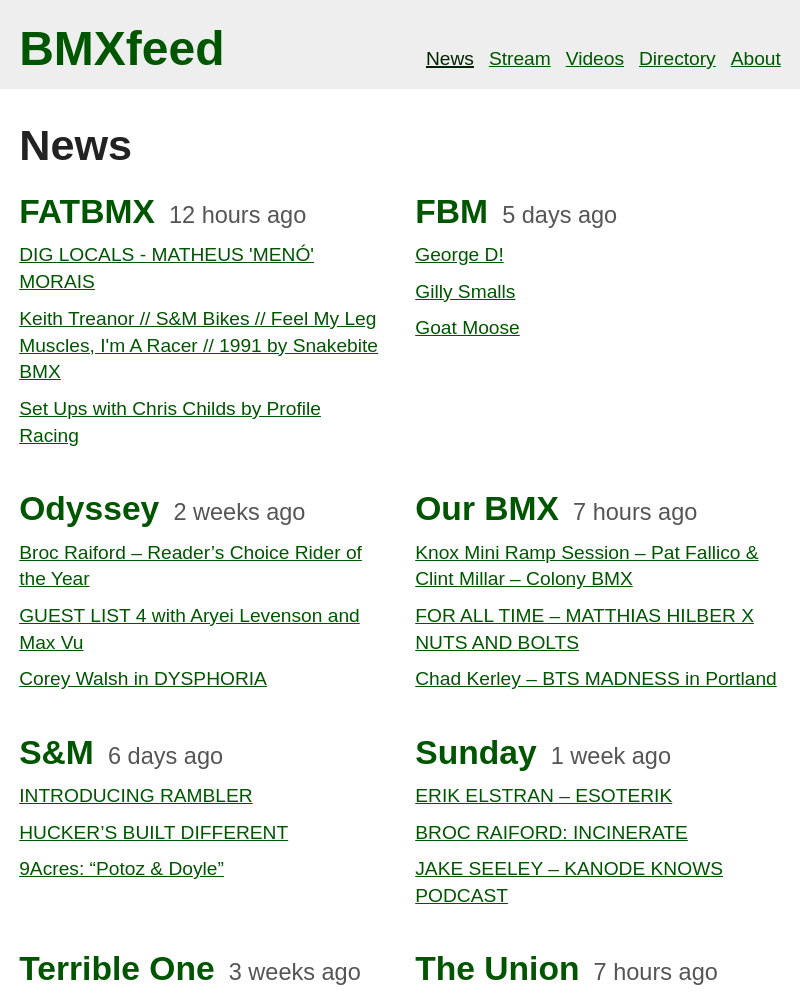 BMXfeed
News Stream Videos Directory About
News
FATBMX 12 hours ago
DIG LOCALS - MATHEUS 'MENÓ'
MORAIS
Keith Treanor // S&M Bikes // Feel My Leg
Muscles, I'm A Racer // 1991 by Snakebite
BMX
Set Ups with Chris Childs by Profile
Racing
FBM 5 days ago
George D!
Gilly Smalls
Goat Moose
Odyssey 2 weeks ago
Broc Raiford – Reader’s Choice Rider of
the Year
GUEST LIST 4 with Aryei Levenson and
Max Vu
Corey Walsh in DYSPHORIA
Our BMX 7 hours ago
Knox Mini Ramp Session – Pat Fallico &
Clint Millar – Colony BMX
FOR ALL TIME – MATTHIAS HILBER X
NUTS AND BOLTS
Chad Kerley – BTS MADNESS in Portland
S&M 6 days ago
INTRODUCING RAMBLER
HUCKER’S BUILT DIFFERENT
9Acres: “Potoz & Doyle”
Sunday 1 week ago
ERIK ELSTRAN – ESOTERIK
BROC RAIFORD: INCINERATE
JAKE SEELEY – KANODE KNOWS
PODCAST
Terrible One 3 weeks ago
The Union 7 hours ago